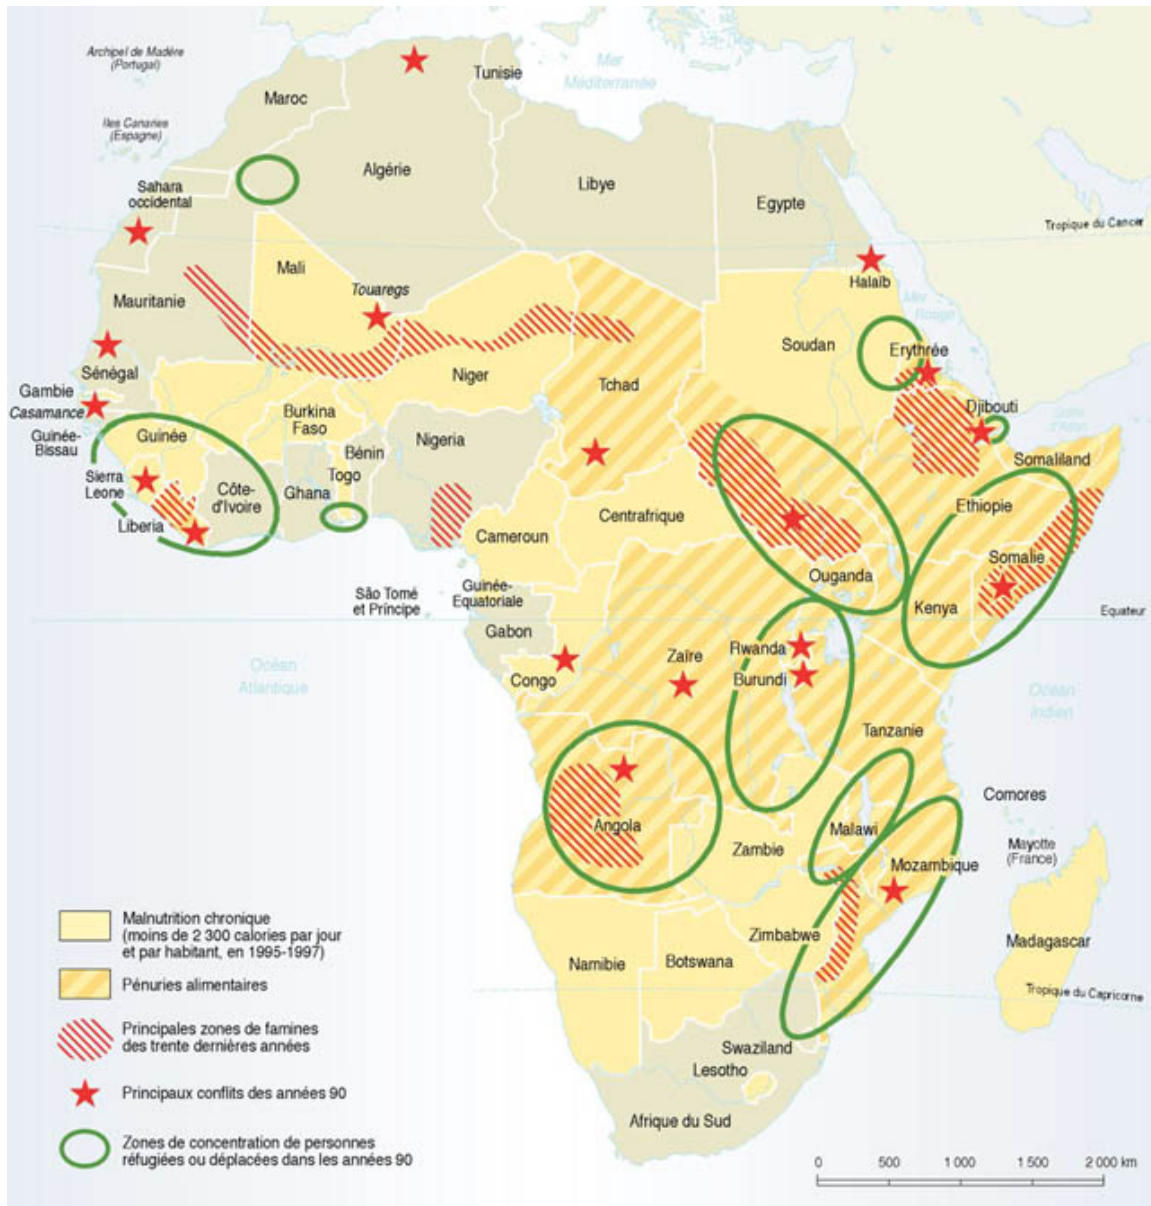 Archipel de Madère
(Portugal)
Mer
Méditerranée
Tunisie
Maroc
Iles Canaries
(Espagne)
Algérie
Libye
Egypte
Sahara
occidental
Tropique du Cancer
Mali
Halaïb
Touaregs
Mauritanie
Mer
Rouge
Soudan
Erythrée
Sénégal
Niger
Tchad
Gambie
Casamance
Djibouti
Golfe
d'Aden
Burkina
Faso
Guinée-
Bissau
Guinée
Nigeria
Bénin
Somaliland
Togo
Sierra
Leone
Côte-
d'Ivoire
Ghana
Ethiopie
Centrafrique
Liberia
Cameroun
Somalie
Ouganda
São Tomé
et Príncipe
Guinée-
Equatoriale
Kenya
Equateur
Gabon
Rwanda
Zaïre
Océan
Atlantique
Congo
Burundi
Océan
Indien
Tanzanie
Comores
Angola
Malawi
Zambie
Mayotte
(France)
Mozambique
Zimbabwe
Madagascar
Namibie
Botswana
Tropique du Capricorne
Swaziland
Lesotho
Afrique du Sud
Malnutrition chronique
(moins de 2 300 calories par jour
et par habitant, en 1995-1997)
Pénuries alimentaires
Principales zones de famines
des trente dernières années
Principaux conflits des années 90
Zones de concentration de personnes
réfugiées ou déplacées dans les années 90
0 500 1 000 1 500 2 000 km